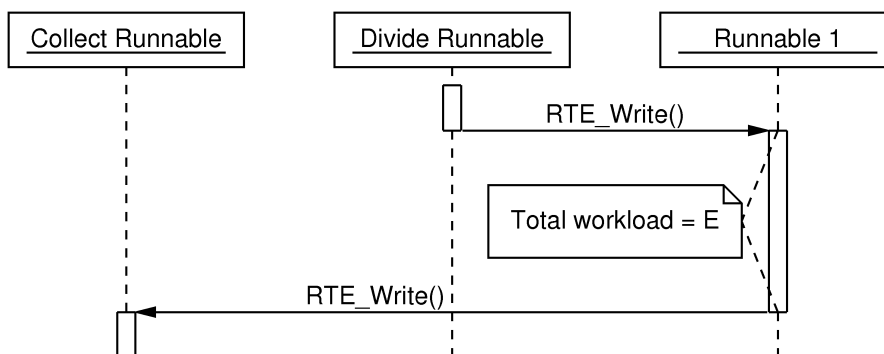 Collect Runnable
Divide Runnable
Runnable 1
RTE_Write()
Total workload = E
RTE_Write()